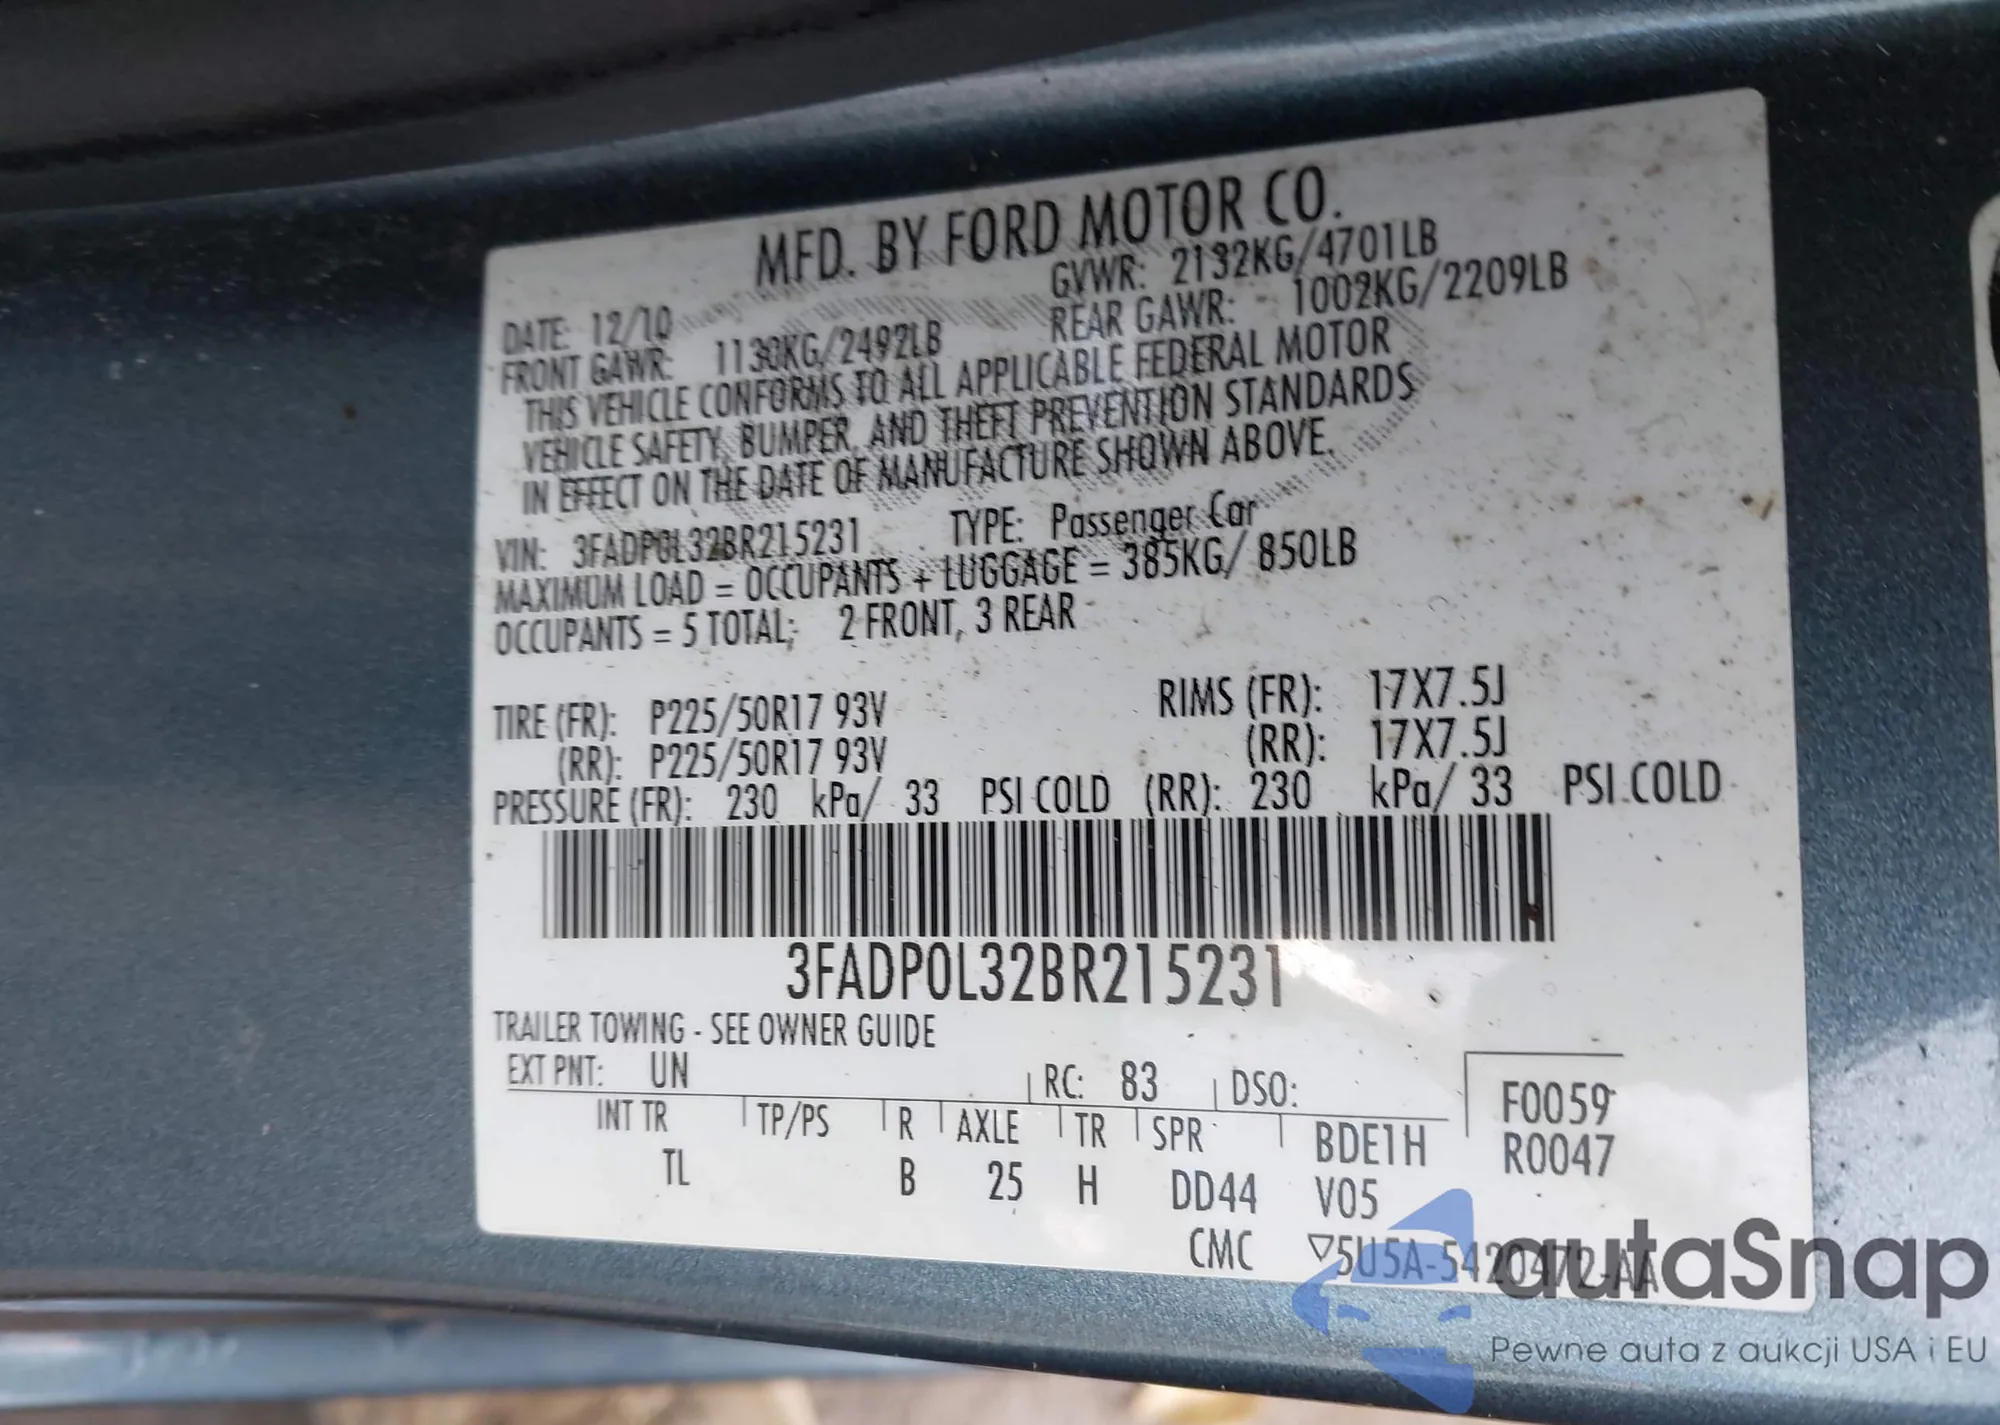 MFD. BY FORD MOTOR CO.
DATE: 12/10 GVWR: 2132KG/4701LB
FRONT GAWR: 1130KG/2492LB REAR GAWR: 1002KG/2209LB
THIS VEHICLE CONFORMS TO ALL APPLICABLE FEDERAL MOTOR
VEHICLE SAFETY, BUMPER, AND THEFT PREVENTION STANDARDS
IN EFFECT ON THE DATE OF MANUFACTURE SHOWN ABOVE.
VIN: 3FADP0L32BR215231 TYPE: Passenger Car
MAXIMUM LOAD = OCCUPANTS + LUGGAGE = 385KG/ 850LB
OCCUPANTS = 5 TOTAL; 2 FRONT, 3 REAR
TIRE (FR): P225/50R17 93V RIMS (FR): 17X7.5J
(RR): P225/50R17 93V (RR): 17X7.5J
PRESSURE (FR): 230 kPa/ 33 PSI COLD (RR): 230 kPa/ 33 PSI COLD
3FADP0L32BR215231
TRAILER TOWING - SEE OWNER GUIDE
EXT PNT: UN RC: 83 DSO: F0059
INT TR TP/PS R AXLE TR SPR BDE1H R0047
TL B 25 H DD44 V05
CMC ▽5U5A-5420472-AA
autaSnap
Pewne auta z aukcji USA i EU